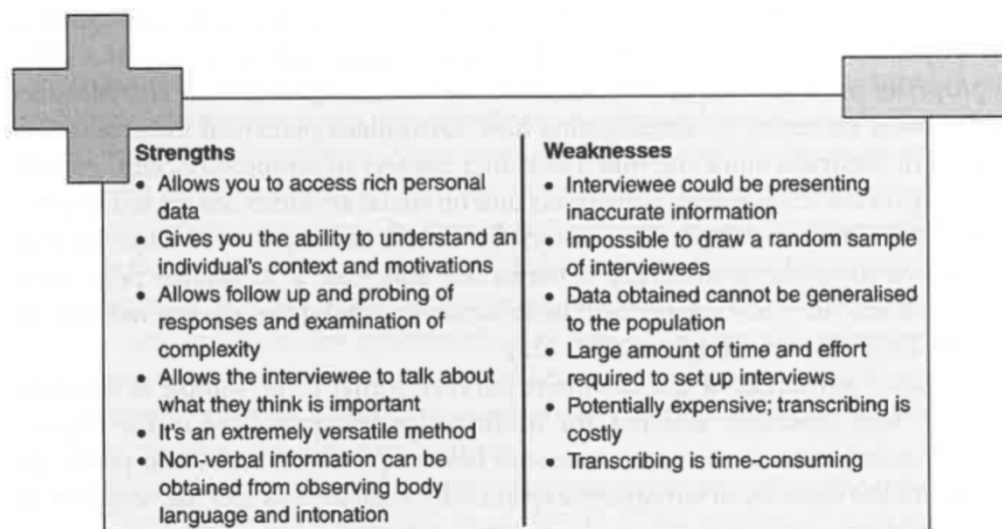 Strengths
• Allows you to access rich personal
data
• Gives you the ability to understand an
individual's context and motivations
• Allows follow up and probing of
responses and examination of
complexity
• Allows the interviewee to talk about
what they think is important
• It's an extremely versatile method
• Non-verbal information can be
obtained from observing body
language and intonation
Weaknesses
• Interviewee could be presenting
inaccurate information
• Impossible to draw a random sample
of interviewees
• Data obtained cannot be generalised
to the population
• Large amount of time and effort
required to set up interviews
• Potentially expensive; transcribing is
costly
• Transcribing is time-consuming